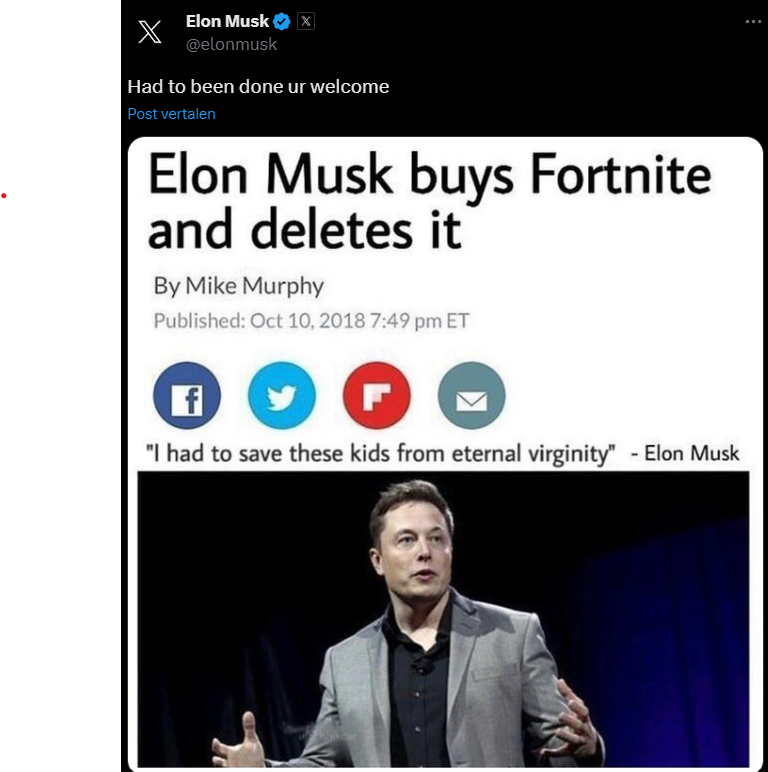 Elon Musk
@elonmusk
Had to been done ur welcome
Post vertalen
Elon Musk buys Fortnite
and deletes it
By Mike Murphy
Published: Oct 10, 2018 7:49 pm ET
"I had to save these kids from eternal virginity" - Elon Musk